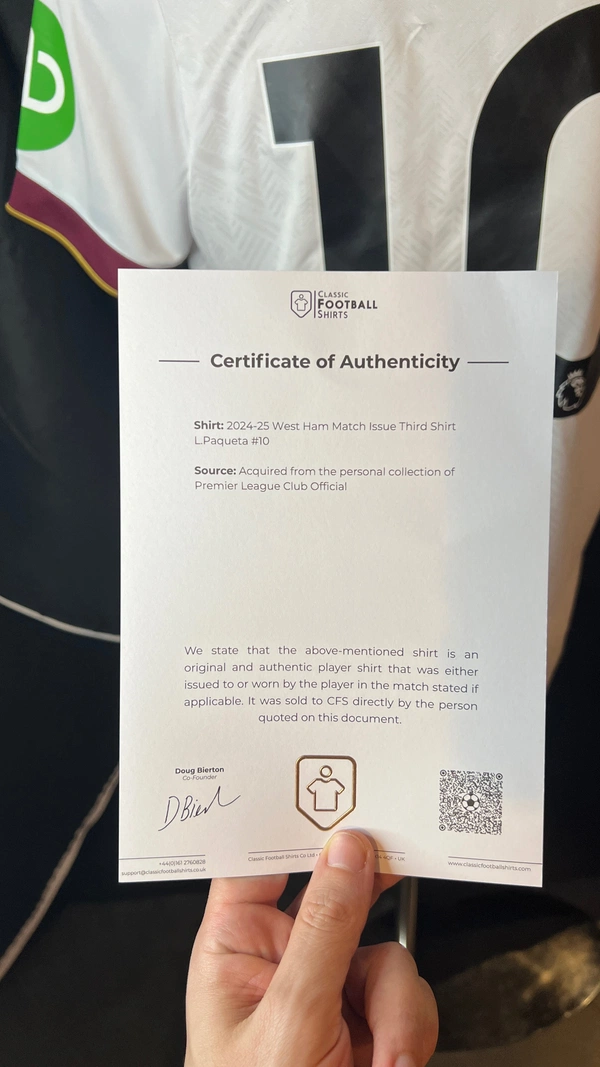 10
CLASSIC
FOOTBALL
SHIRTS
Certificate of Authenticity
Shirt: 2024-25 West Ham Match Issue Third Shirt
L.Paqueta #10
Source: Acquired from the personal collection of
Premier League Club Official
We state that the above-mentioned shirt is an
original and authentic player shirt that was either
issued to or worn by the player in the match stated if
applicable. It was sold to CFS directly by the person
quoted on this document.
Doug Bierton
Co-Founder
D Bier
+44(0)161 2760828
support@classicfootballshirts.co.uk
Classic Football Shirts Co Ltd •
• UK
www.classicfootballshirts.com